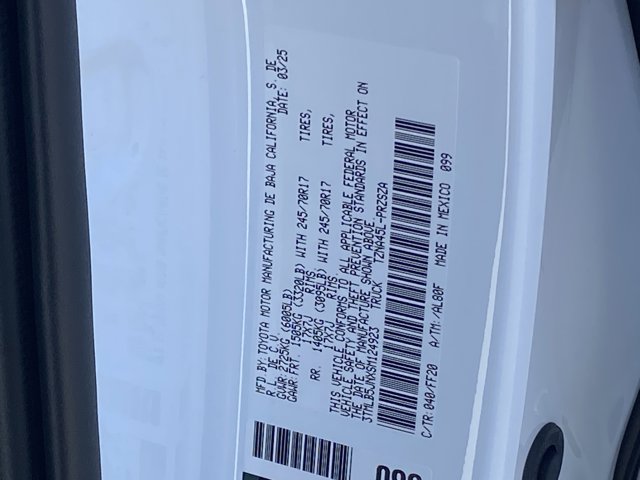 MFD BY: TOYOTA MOTOR MANUFACTURING DE BAJA CALIFORNIA, S. DE
R. L. DE C. V. DATE: 03/25
GVWR 2725KG (6005LB)
GAWR FRT. 1505KG (3320LB) WITH 245/70R17 TIRES,
17X7J RIMS
RR. 1405KG (3095LB) WITH 245/70R17 TIRES,
17X7J RIMS
THIS VEHICLE CONFORMS TO ALL APPLICABLE FEDERAL MOTOR
VEHICLE SAFETY AND THEFT PREVENTION STANDARDS IN EFFECT ON
THE DATE OF MANUFACTURE SHOWN ABOVE.
3TMLB5JNXSM124923 TRUCK TZNA45L-PRZSZA
C/TR: 040/FF20 A/TM: /AL80F MADE IN MEXICO 099